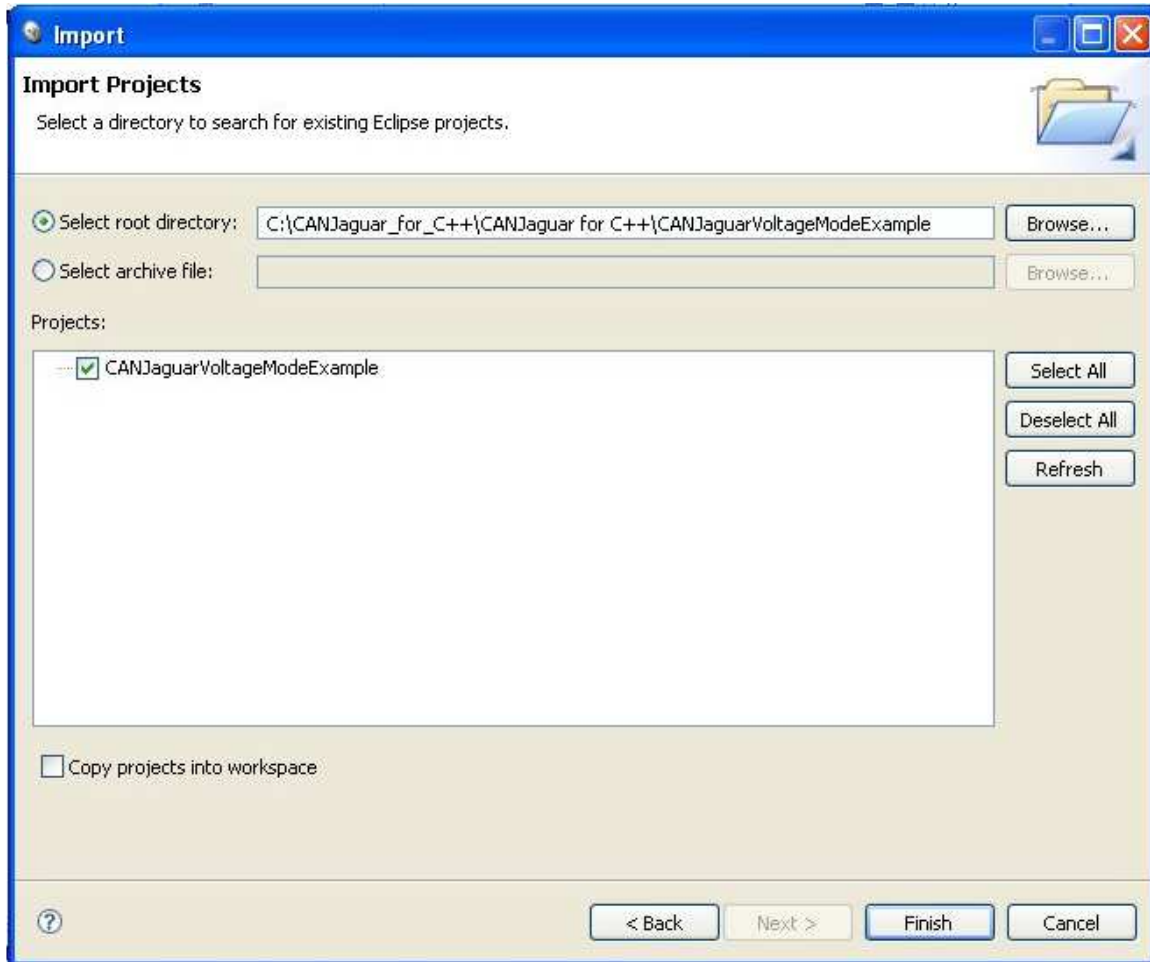 Import
Import Projects
Select a directory to search for existing Eclipse projects.
Select root directory: C:\CANJaguar_for_C++\CANJaguar for C++\CANJaguarVoltageModeExample Browse...
Select archive file: Browse...
Projects:
CANJaguarVoltageModeExample
Select All
Deselect All
Refresh
Copy projects into workspace
? < Back Next > Finish Cancel